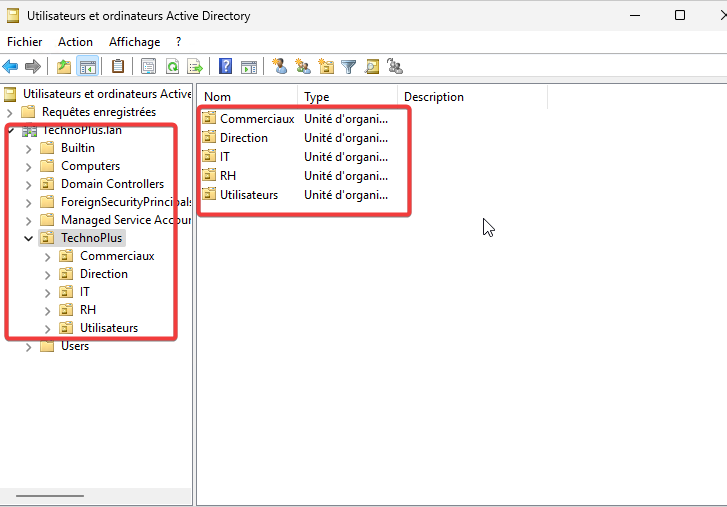 Utilisateurs et ordinateurs Active Directory
Fichier Action Affichage ?
Utilisateurs et ordinateurs Active
Requêtes enregistrées
TechnoPlus.lan
Builtin
Computers
Domain Controllers
ForeignSecurityPrincipals
Managed Service Accour
TechnoPlus
Commerciaux
Direction
IT
RH
Utilisateurs
Users
Nom Type Description
Commerciaux Unité d'organi...
Direction Unité d'organi...
IT Unité d'organi...
RH Unité d'organi...
Utilisateurs Unité d'organi...